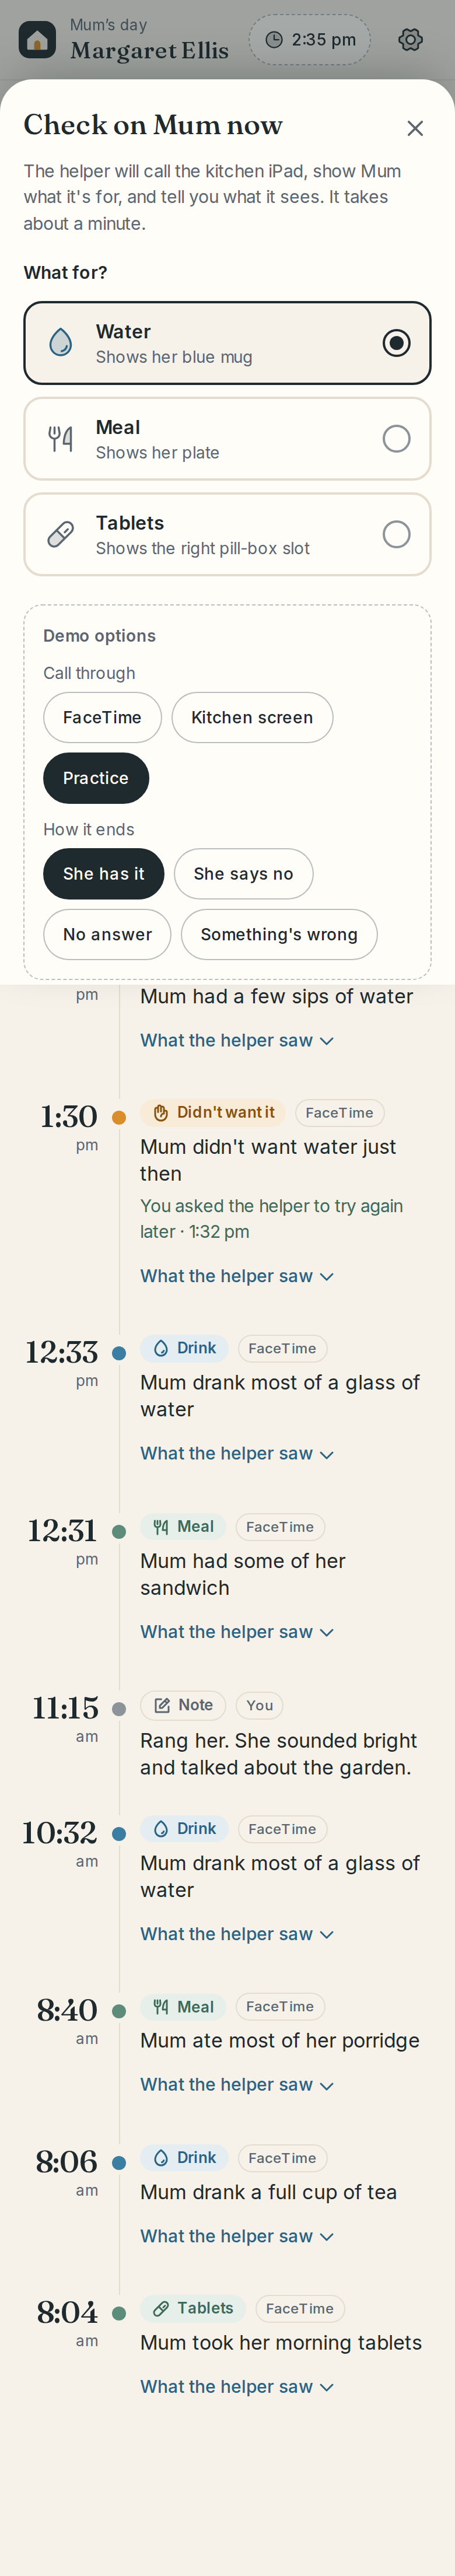 Mum's day
Margaret Ellis
2:35 pm
Check on Mum now
The helper will call the kitchen iPad, show Mum
what it's for, and tell you what it sees. It takes
about a minute.
What for?
Water
Shows her blue mug
Meal
Shows her plate
Tablets
Shows the right pill-box slot
Demo options
Call through
FaceTime
Kitchen screen
Practice
How it ends
She has it
She says no
No answer
Something's wrong
pm
Mum had a few sips of water
What the helper saw
1:30
pm
Didn't want it
FaceTime
Mum didn't want water just
then
You asked the helper to try again
later · 1:32 pm
What the helper saw
12:33
pm
Drink
FaceTime
Mum drank most of a glass of
water
What the helper saw
12:31
pm
Meal
FaceTime
Mum had some of her
sandwich
What the helper saw
11:15
am
Note
You
Rang her. She sounded bright
and talked about the garden.
10:32
am
Drink
FaceTime
Mum drank most of a glass of
water
What the helper saw
8:40
am
Meal
FaceTime
Mum ate most of her porridge
What the helper saw
8:06
am
Drink
FaceTime
Mum drank a full cup of tea
What the helper saw
8:04
am
Tablets
FaceTime
Mum took her morning tablets
What the helper saw